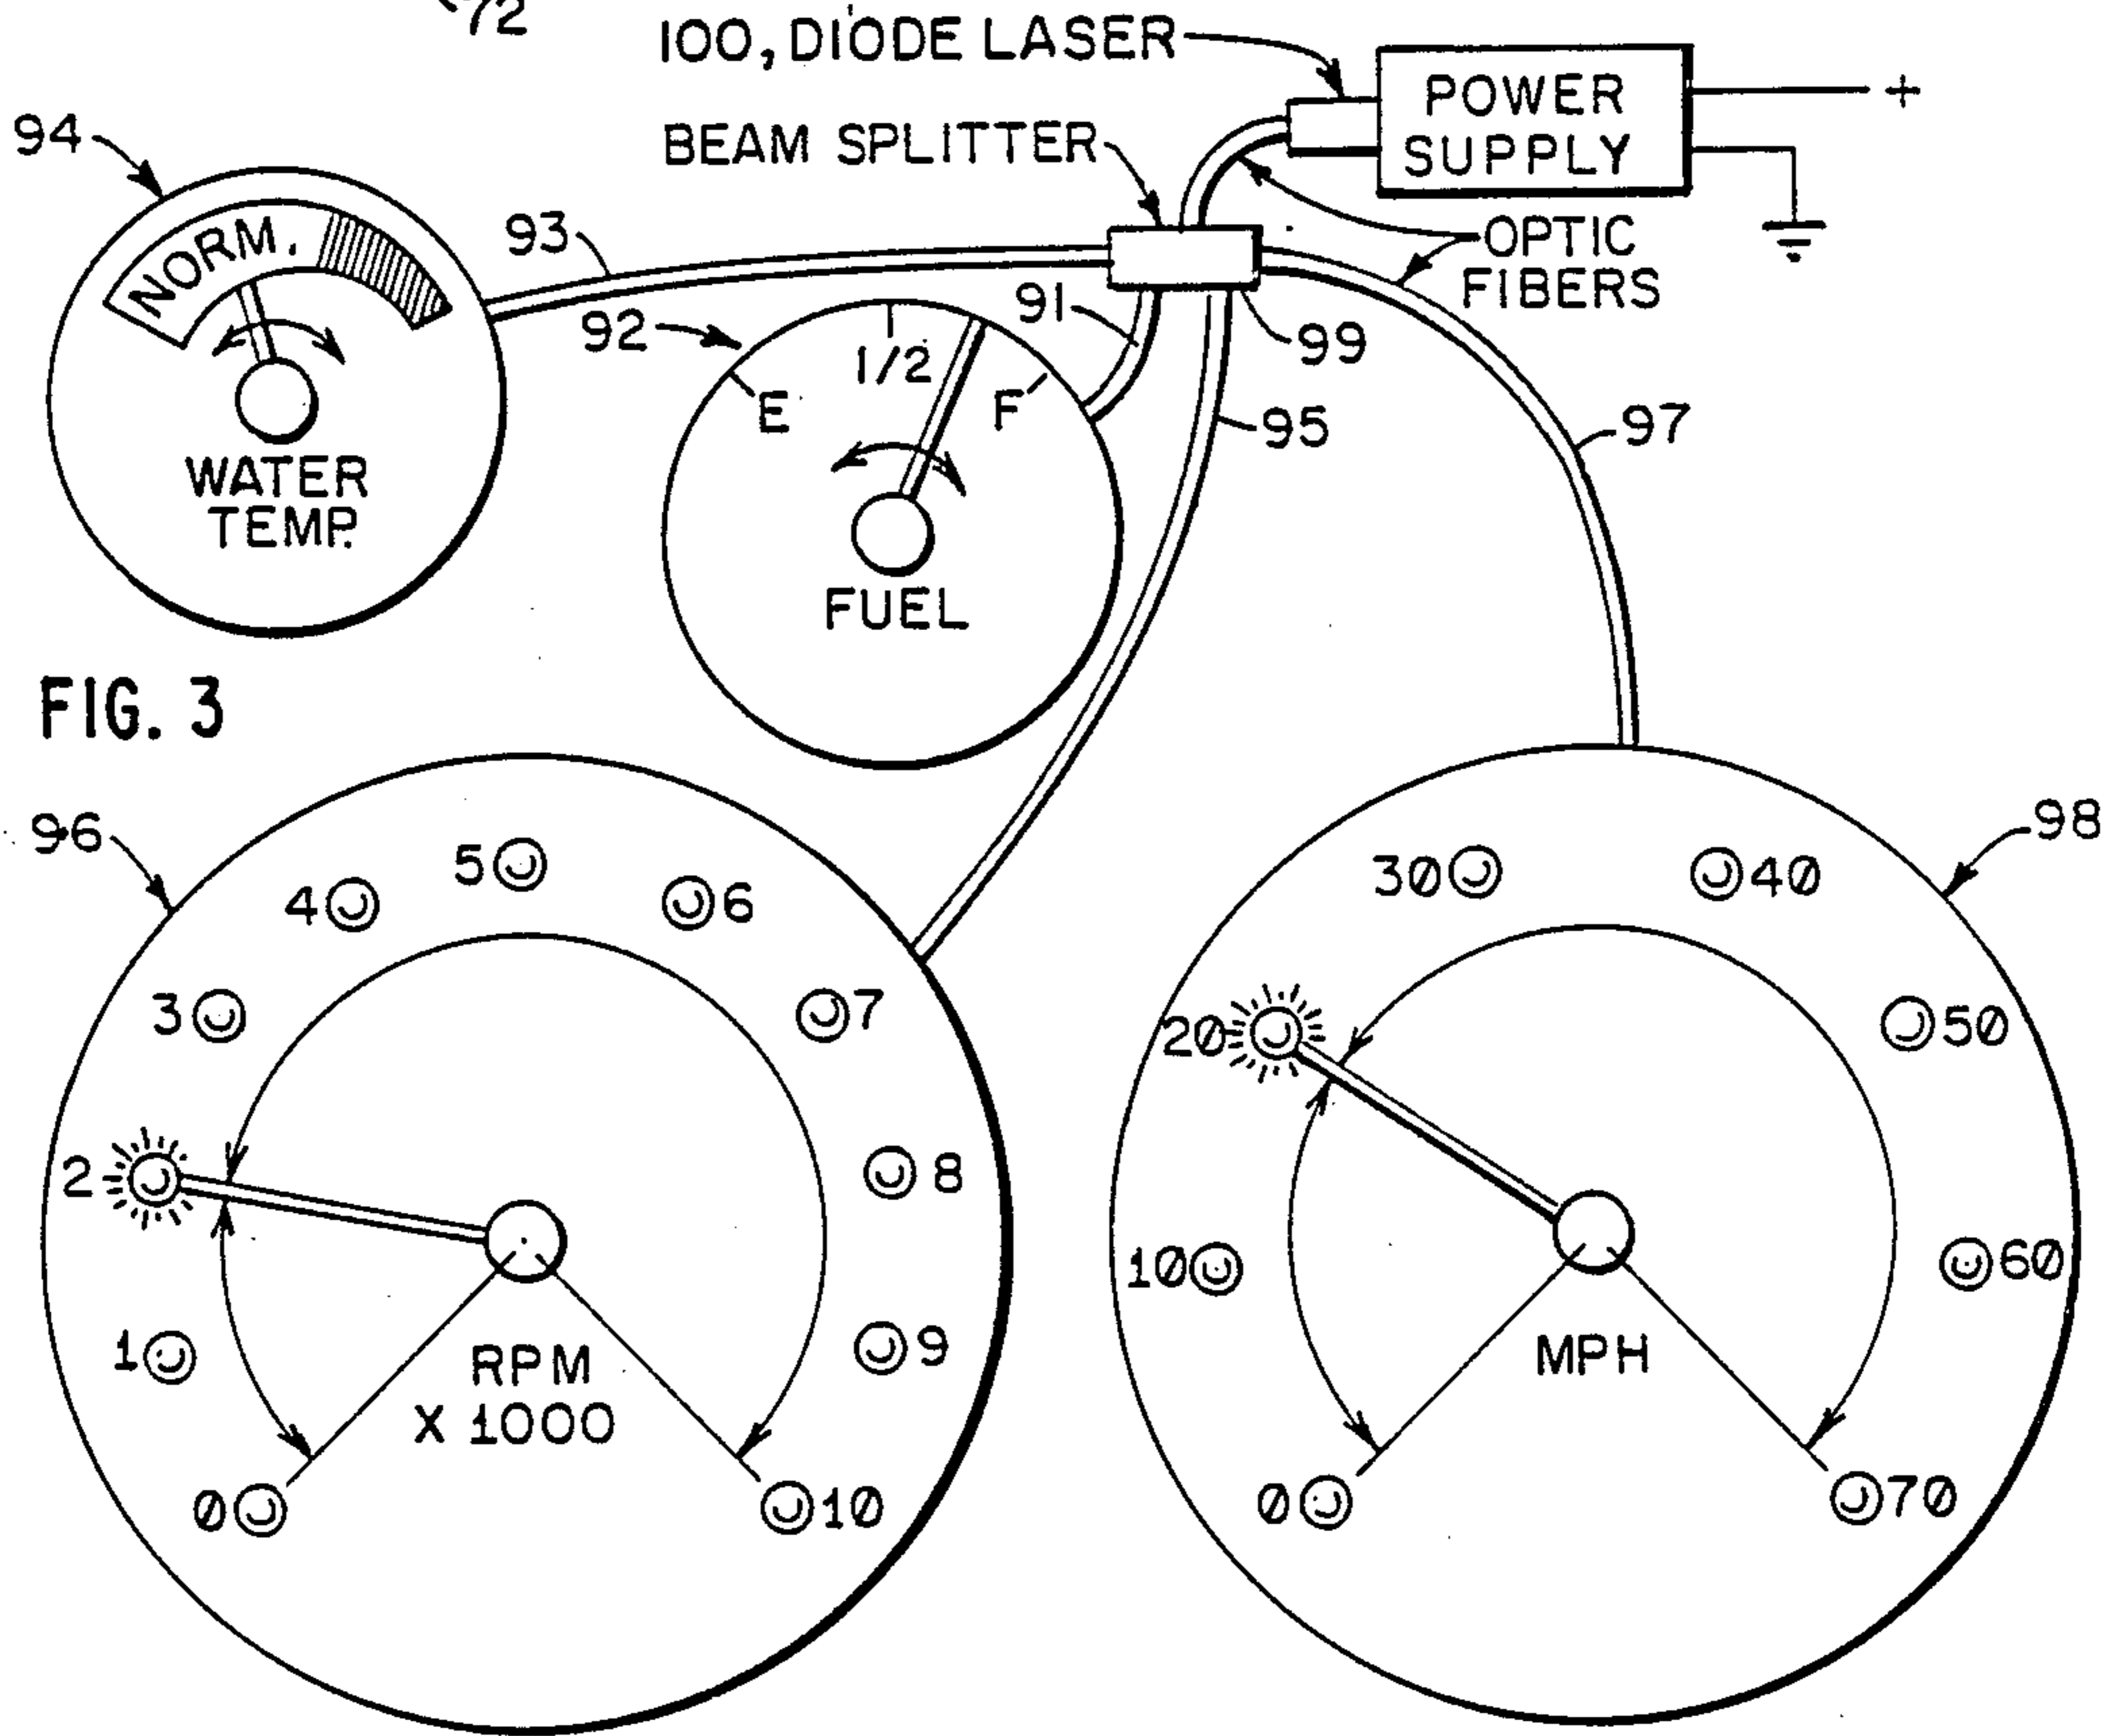 72
100, DIODE LASER
POWER
SUPPLY
+
BEAM SPLITTER
94
NORM.
93
OPTIC
FIBERS
92
91
99
1/2
E
F
95
97
WATER
TEMP.
FUEL
FIG. 3
96
98
5
4
6
3
7
2
8
1
9
RPM
X 1000
0
10
30
40
20
50
10
60
MPH
0
70